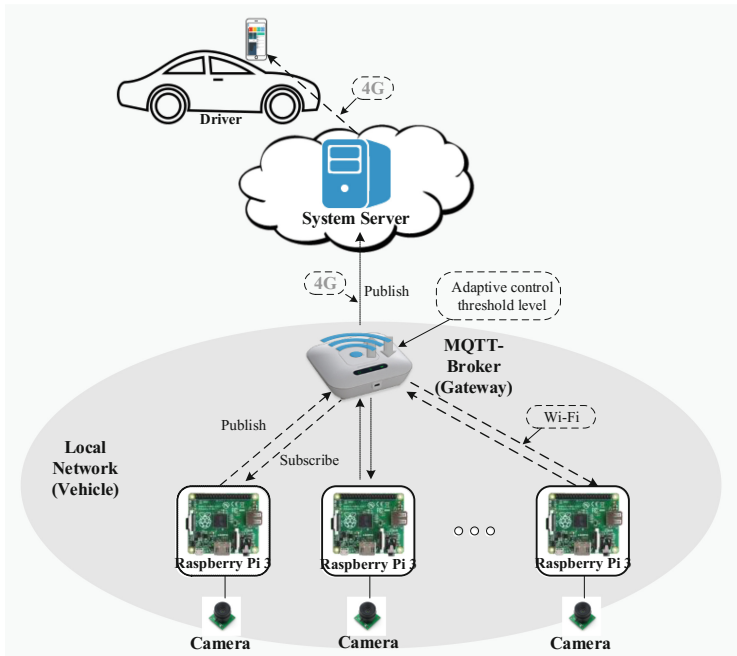 4G
Driver
System Server
4G
Publish
Adaptive control
threshold level
MQTT-
Broker
(Gateway)
Publish
Wi-Fi
Local
Network
(Vehicle)
Subscribe
Raspberry Pi 3
Raspberry Pi 3
Raspberry Pi 3
Camera
Camera
Camera